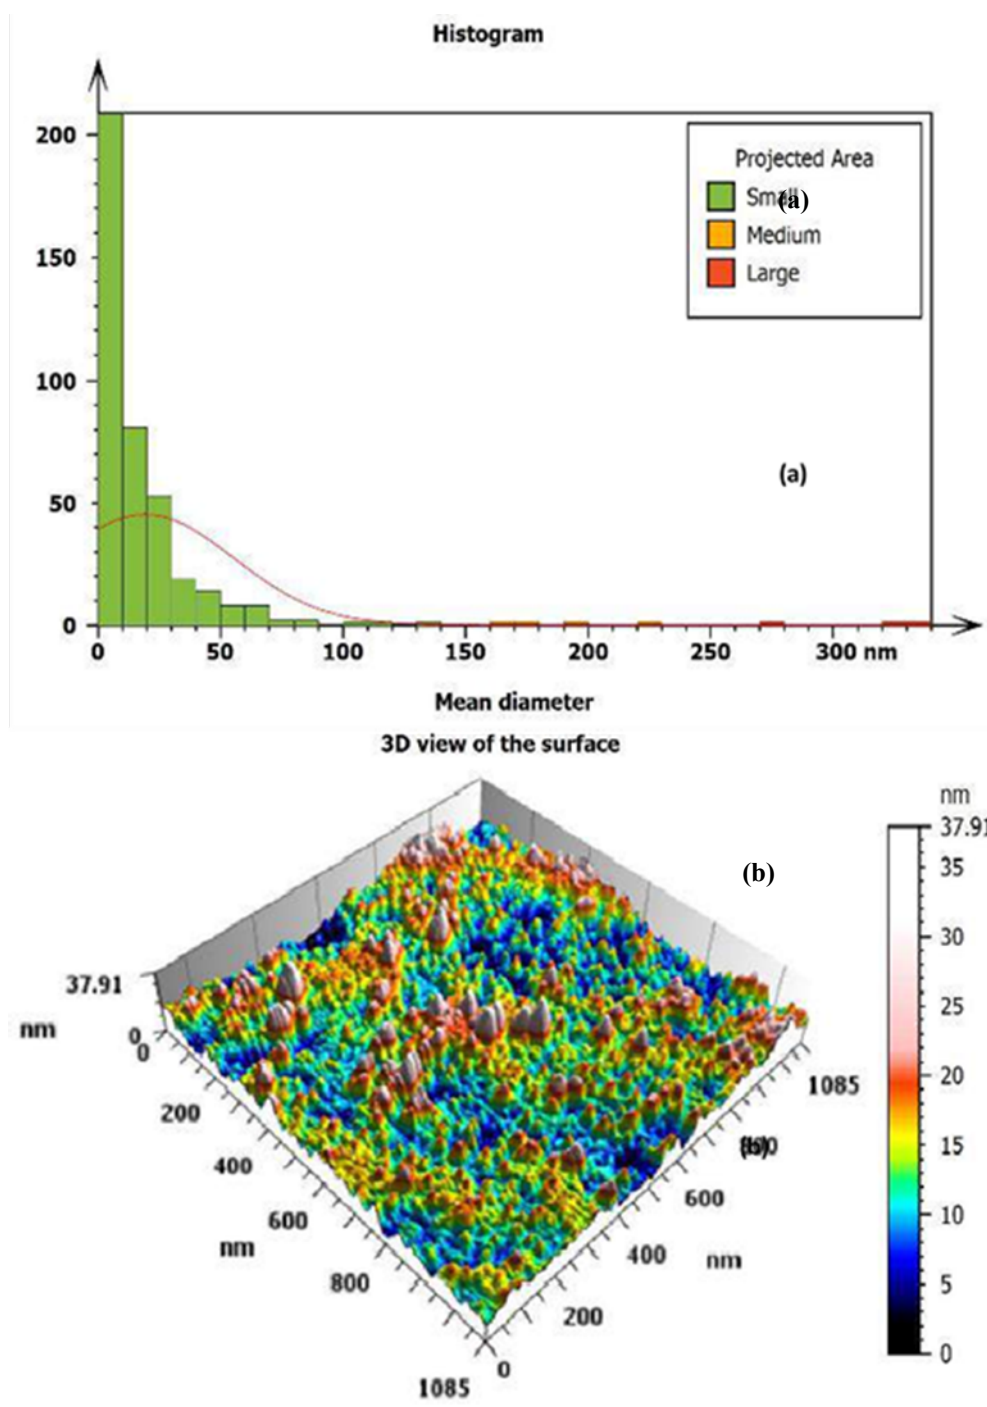 Histogram
200
150
100
50
0
Projected Area
Small
(a)
Medium
Large
(a)
0 50 100 150 200 250 300 nm
Mean diameter
3D view of the surface
nm
37.91
35
30
25
20
15
10
5
0
(b)
37.91
nm
0
0
200
400
600
nm
800
1085
1085
(b)
600
400
nm
200
0